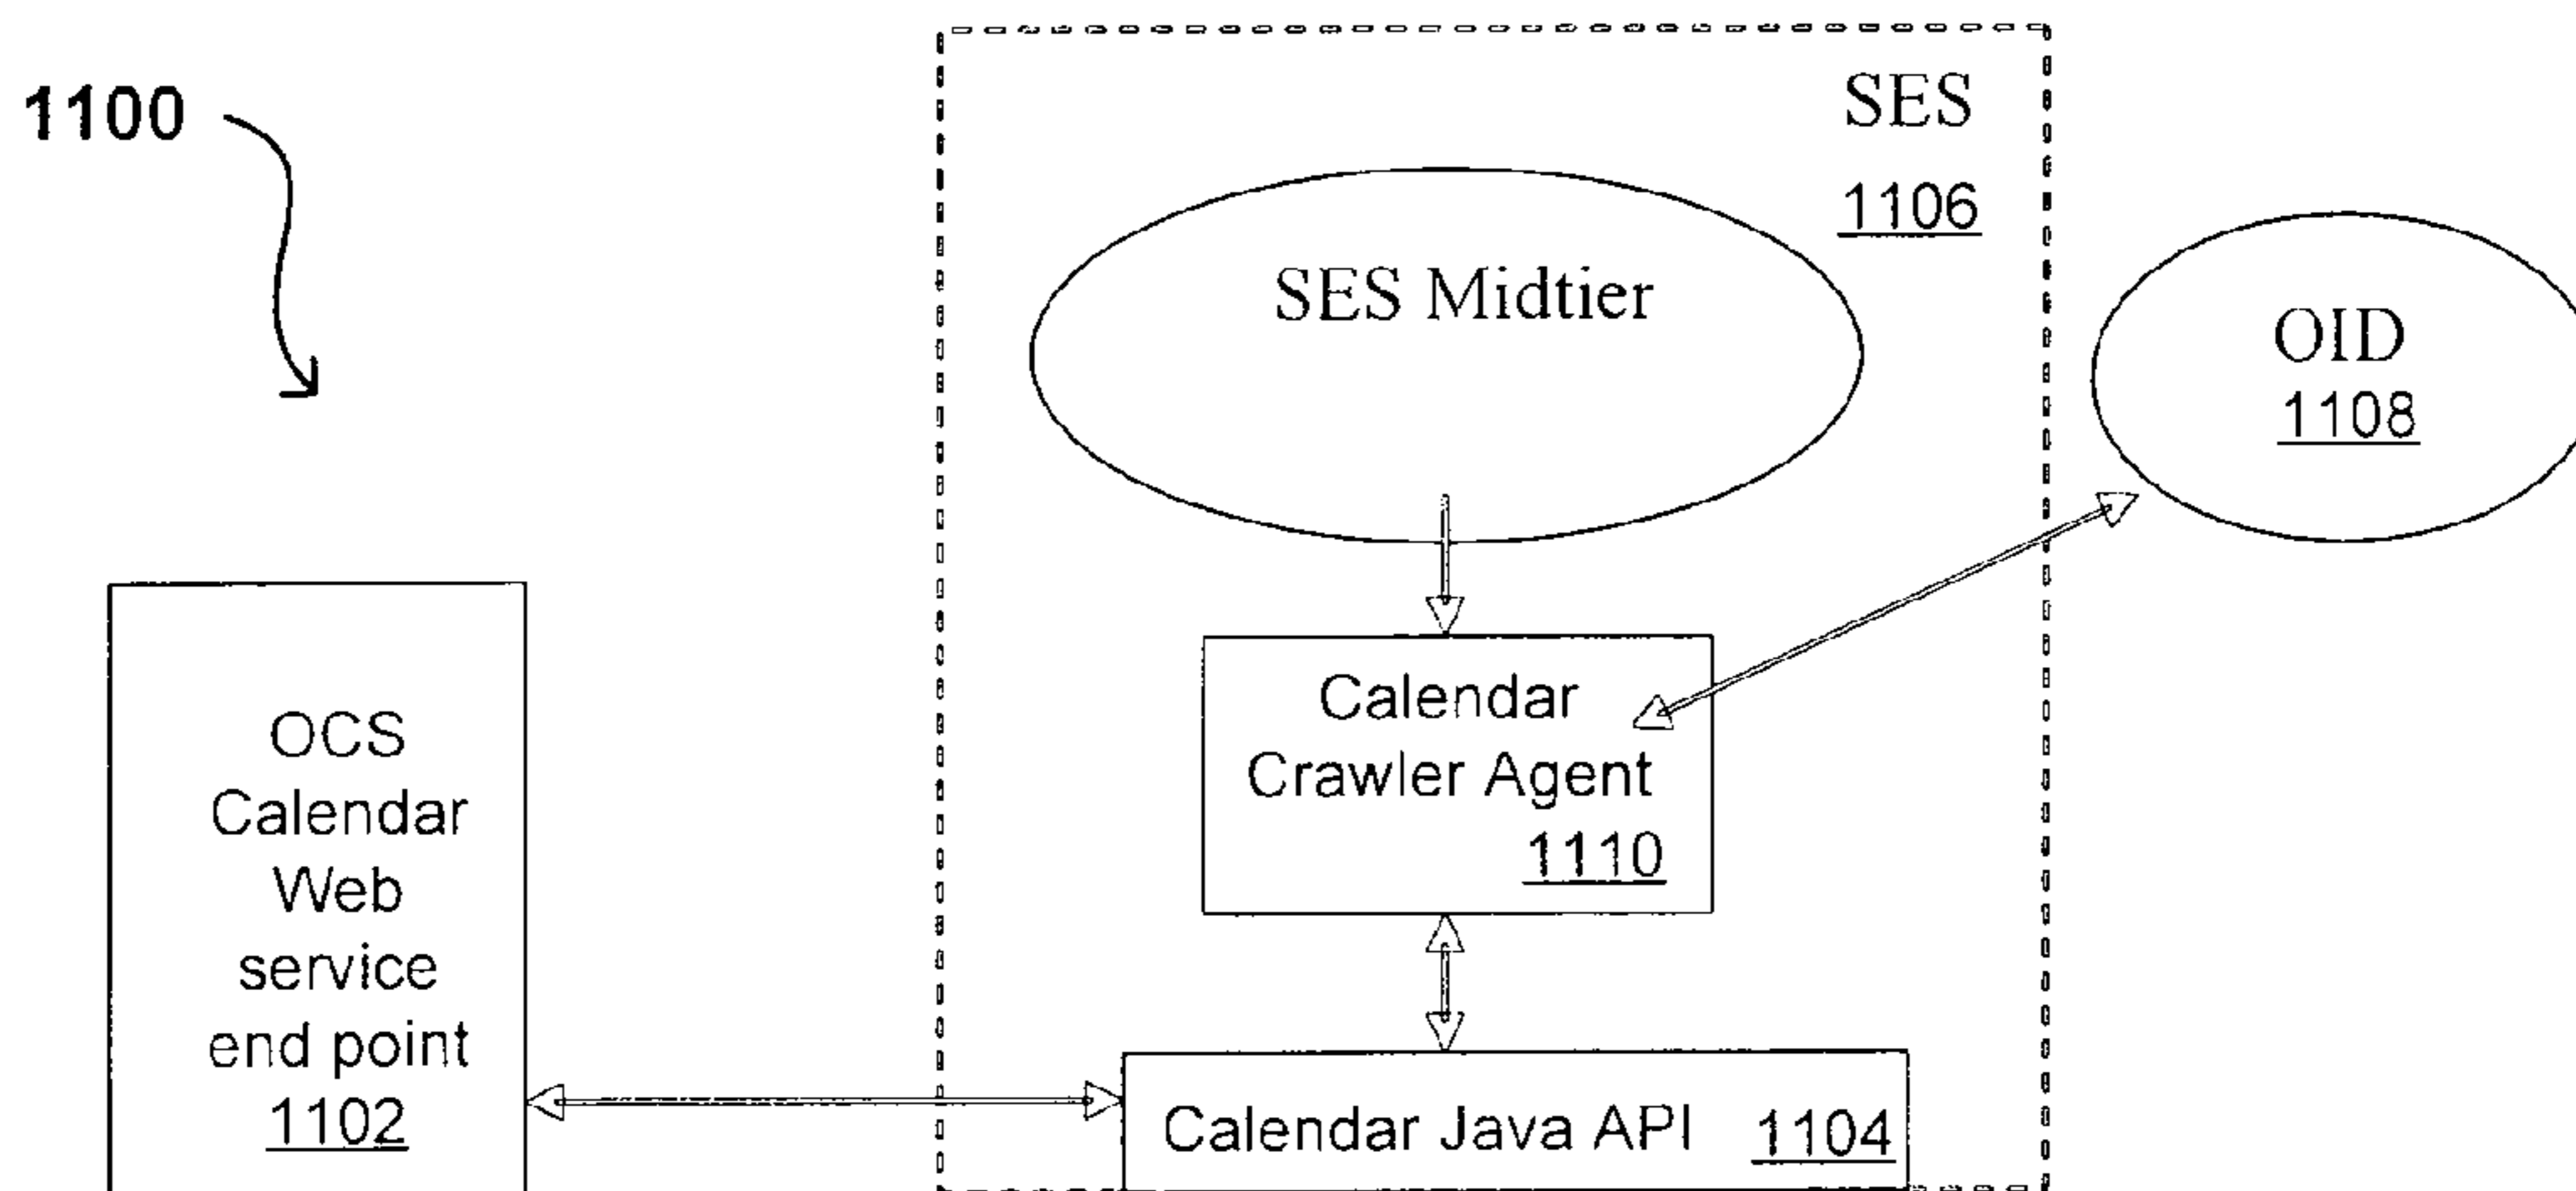 1100
SES
1106
SES Midtier
OID
1108
Calendar
Crawler Agent
1110
OCS
Calendar
Web
service
end point
1102
Calendar Java API 1104